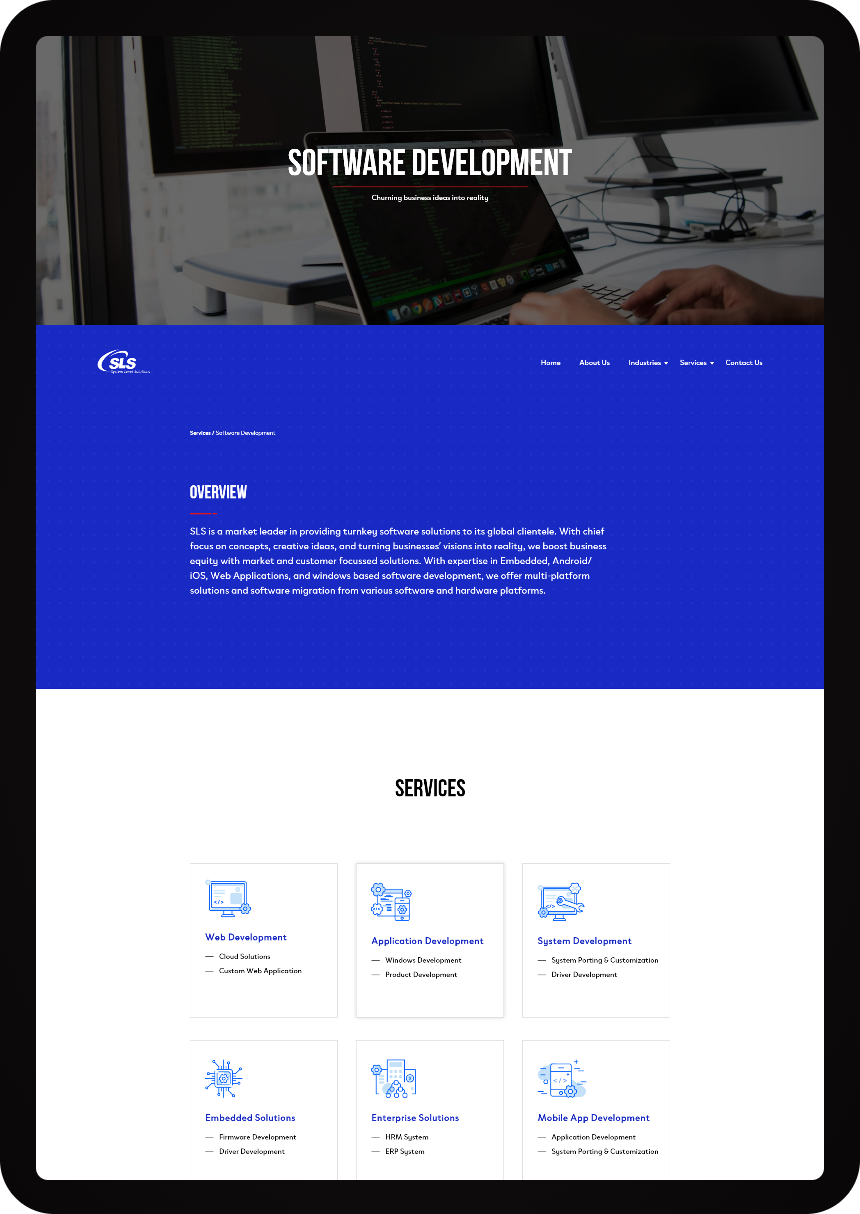 SOFTWARE DEVELOPMENT
Churning business ideas into reality
SLS
Home About Us Industries Services Contact Us
Services / Software Development
OVERVIEW
SLS is a market leader in providing turnkey software solutions to its global clientele. With chief
focus on concepts, creative ideas, and turning businesses' visions into reality, we boost business
equity with market and customer focussed solutions. With expertise in Embedded, Android/
iOS, Web Applications, and windows based software development, we offer multi-platform
solutions and software migration from various software and hardware platforms.
SERVICES
Web Development
— Cloud Solutions
— Custom Web Application
Application Development
— Windows Development
— Product Development
System Development
— System Porting & Customization
— Driver Development
Embedded Solutions
— Firmware Development
— Driver Development
Enterprise Solutions
— HRM System
— ERP System
Mobile App Development
— Application Development
— System Porting & Customization